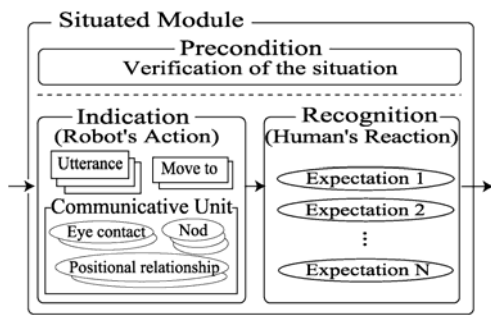 Situated Module
Precondition
Verification of the situation
Indication
(Robot's Action)
Utterance
Move to
Communicative Unit
Eye contact
Nod
Positional relationship
Recognition
(Human's Reaction)
Expectation 1
Expectation 2
⋮
Expectation N